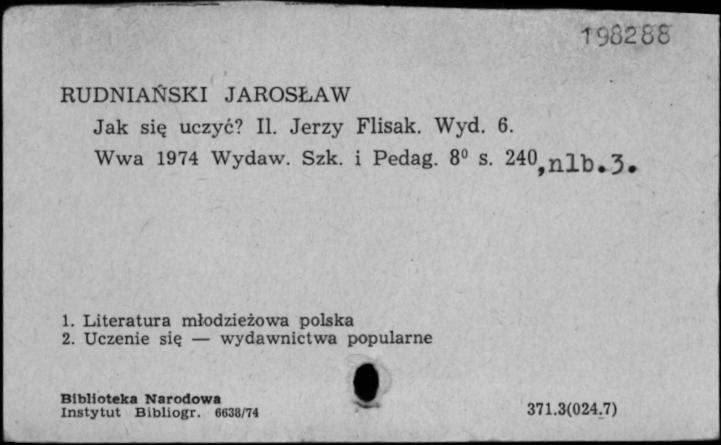 198288
RUDNIAŃSKI JAROSŁAW
Jak się uczyć? Il. Jerzy Flisak. Wyd. 6.
Wwa 1974 Wydaw. Szk. i Pedag. 8⁰ s. 240,nlb.3.
1. Literatura młodzieżowa polska
2. Uczenie się — wydawnictwa popularne
Biblioteka Narodowa
Instytut Bibliogr. 6638/74
371.3(024.7)